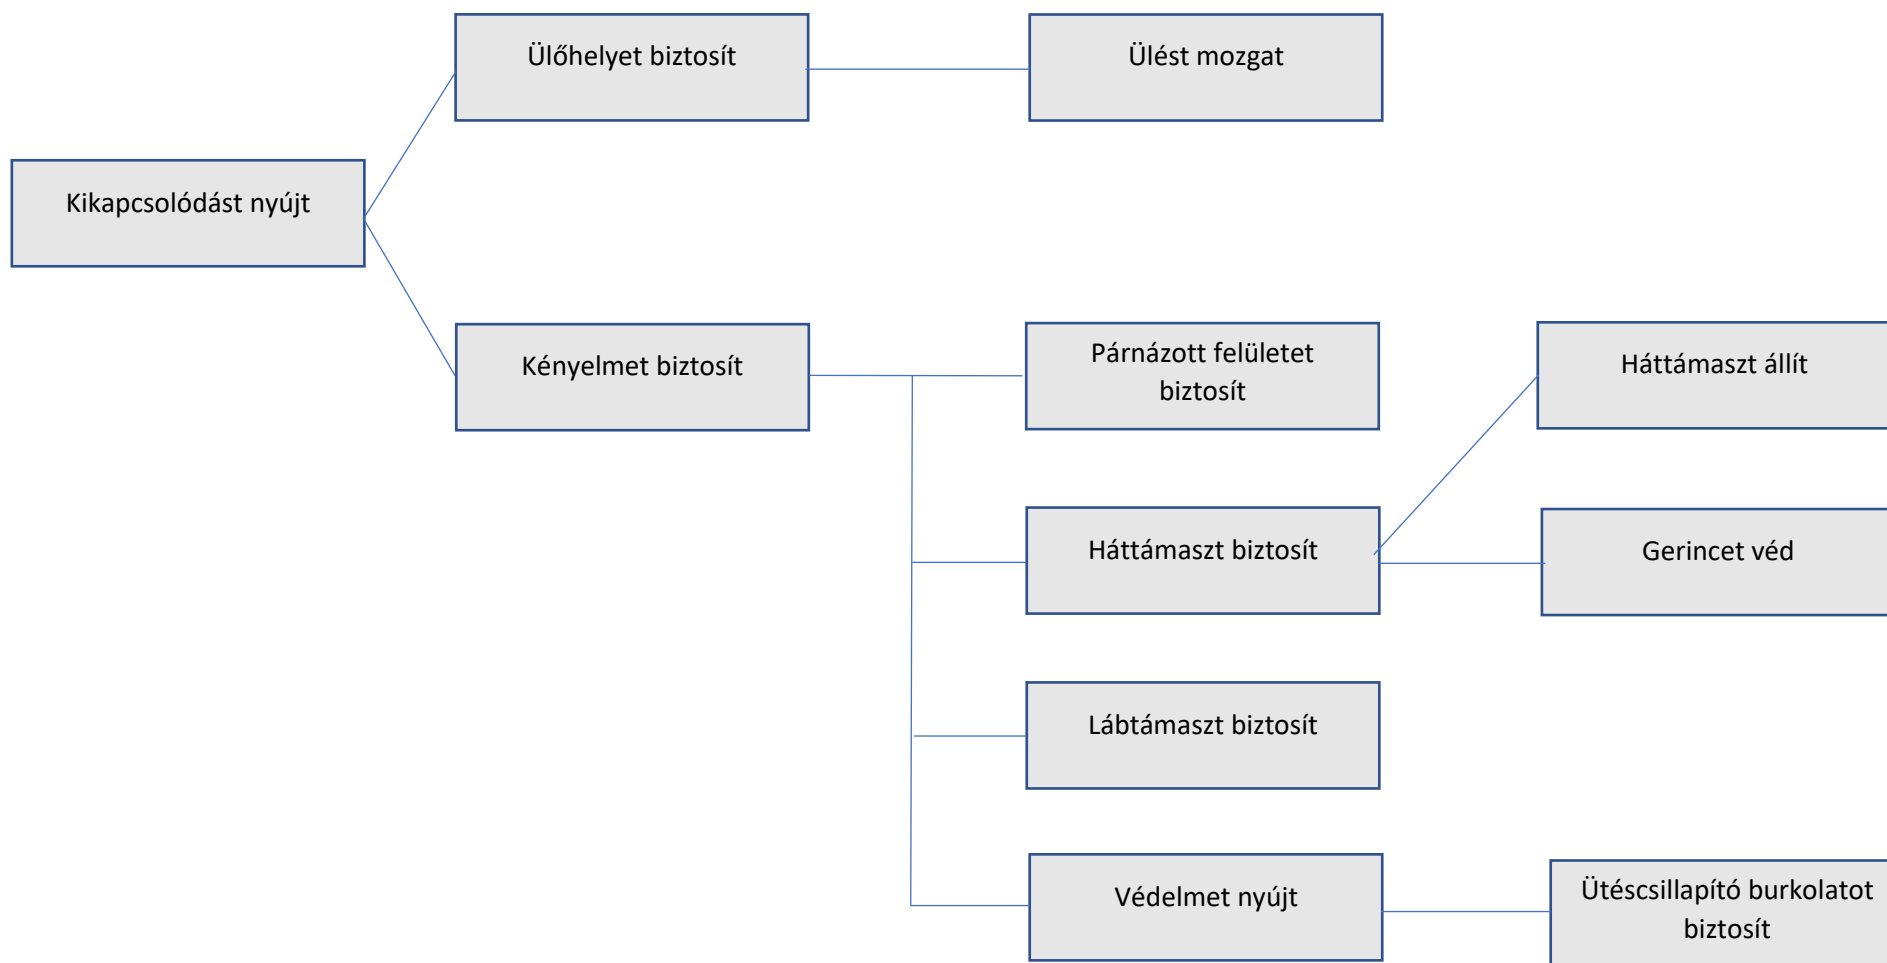 Ülőhelyet biztosít
Ülést mozgat
Kikapcsolódást nyújt
Kényelmet biztosít
Párnázott felületet
biztosít
Háttámaszt állít
Háttámaszt biztosít
Gerincet véd
Lábtámaszt biztosít
Védelmet nyújt
Ütéscsillapító burkolatot
biztosít